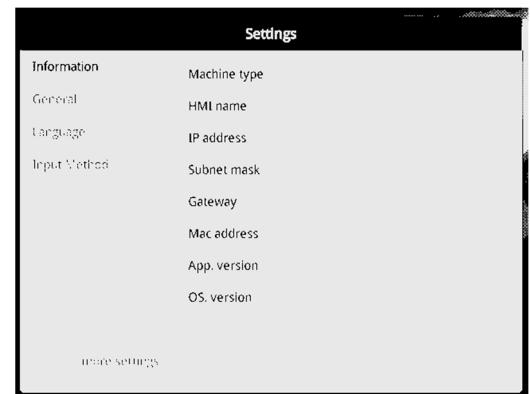 Settings
Information
General
Language
Input Method
Machine type
HMI name
IP address
Subnet mask
Gateway
Mac address
App. version
OS. version
more settings